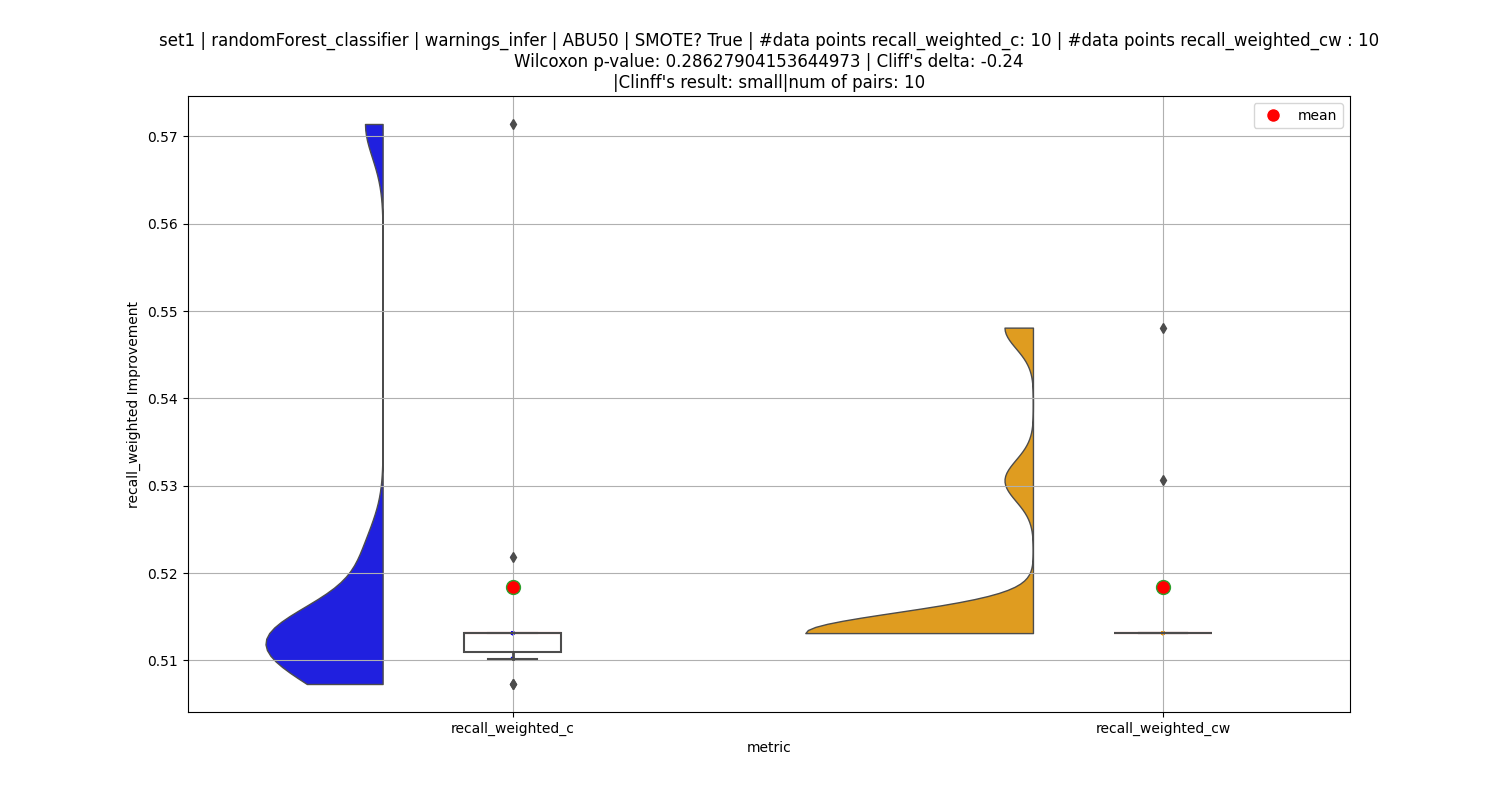 set1 | randomForest_classifier | warnings_infer | ABU50 | SMOTE? True | #data points recall_weighted_c: 10 | #data points recall_weighted_cw : 10
Wilcoxon p-value: 0.28627904153644973 | Cliff's delta: -0.24
|Clinff's result: small|num of pairs: 10
mean
0.57
0.56
0.55
0.54
0.53
0.52
0.51
recall_weighted Improvement
recall_weighted_c
recall_weighted_cw
metric